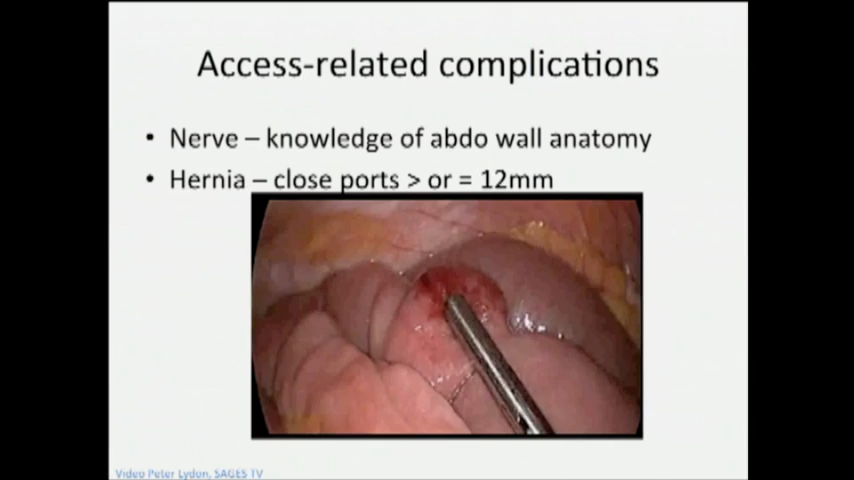 Access-related complications
• Nerve – knowledge of abdo wall anatomy
• Hernia – close ports > or = 12mm
Video Peter Lydon, SAGES TV